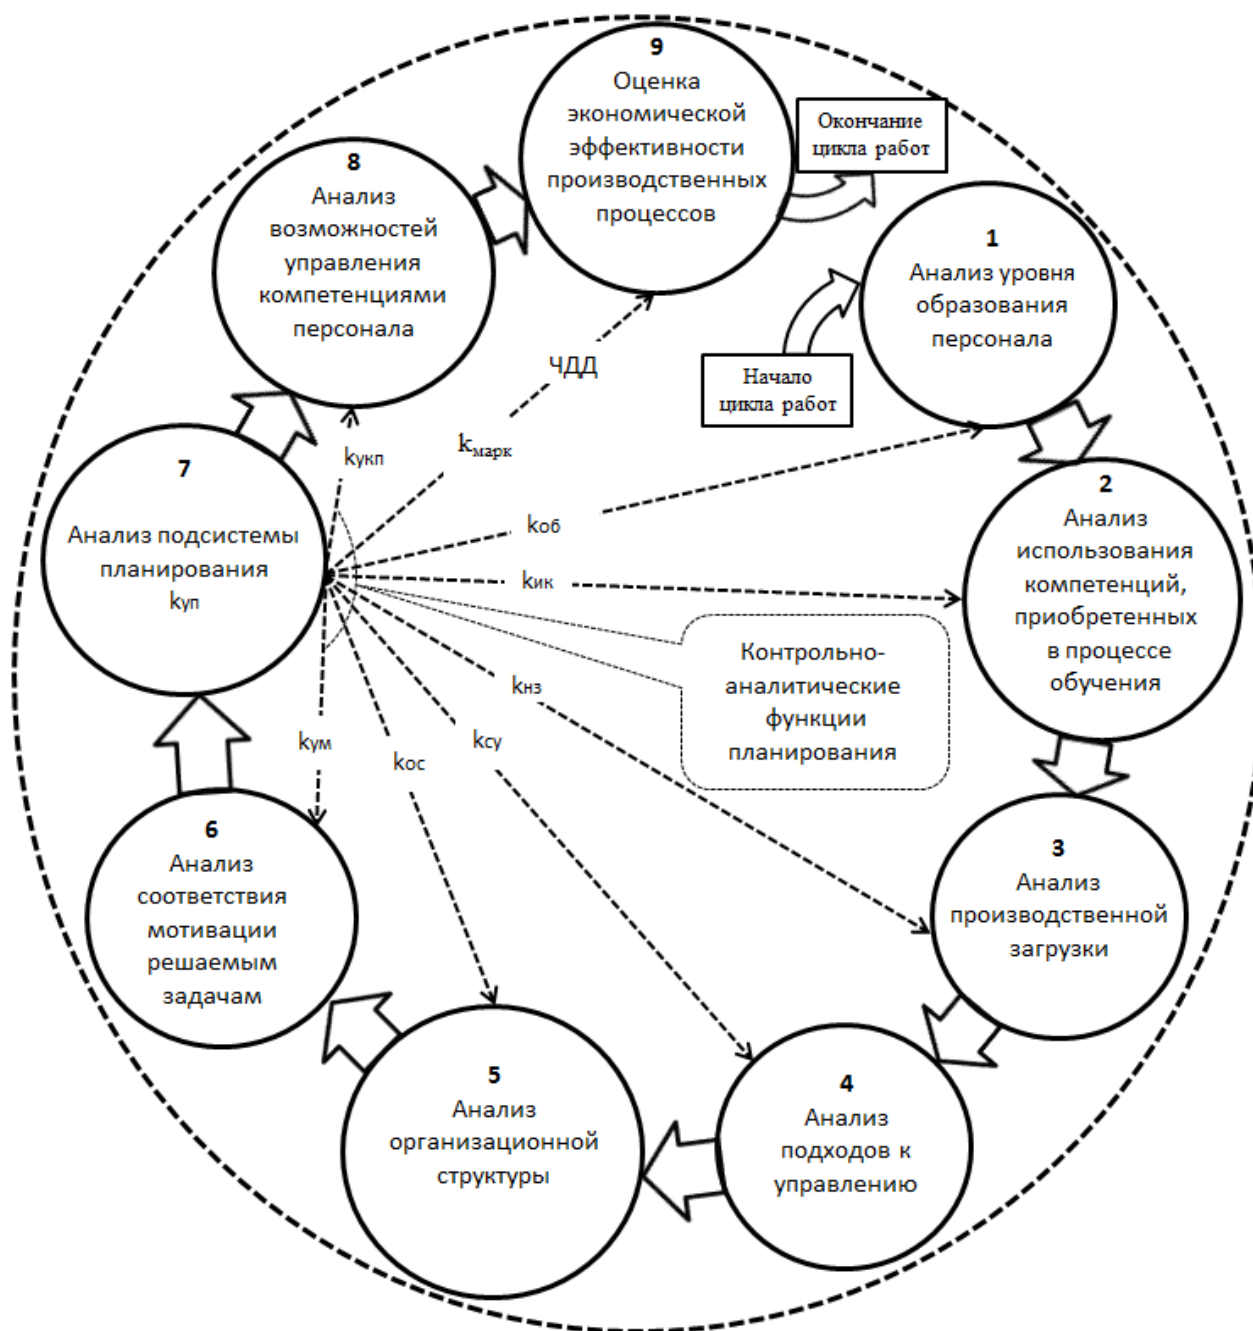 9
Оценка
экономической
эффективности
производственных
процессов
Окончание
цикла работ
8
Анализ
возможностей
управления
компетенциями
персонала
1
Анализ уровня
образования
персонала
Начало
цикла работ
ЧДД
kмарк
kукп
kоб
kик
kнз
kсу
kос
kум
7
Анализ подсистемы
планирования
kуп
2
Анализ
использования
компетенций,
приобретенных
в процессе
обучения
Контрольно-
аналитические
функции
планирования
6
Анализ
соответствия
мотивации
решаемым
задачам
3
Анализ
производственной
загрузки
5
Анализ
организационной
структуры
4
Анализ
подходов к
управлению